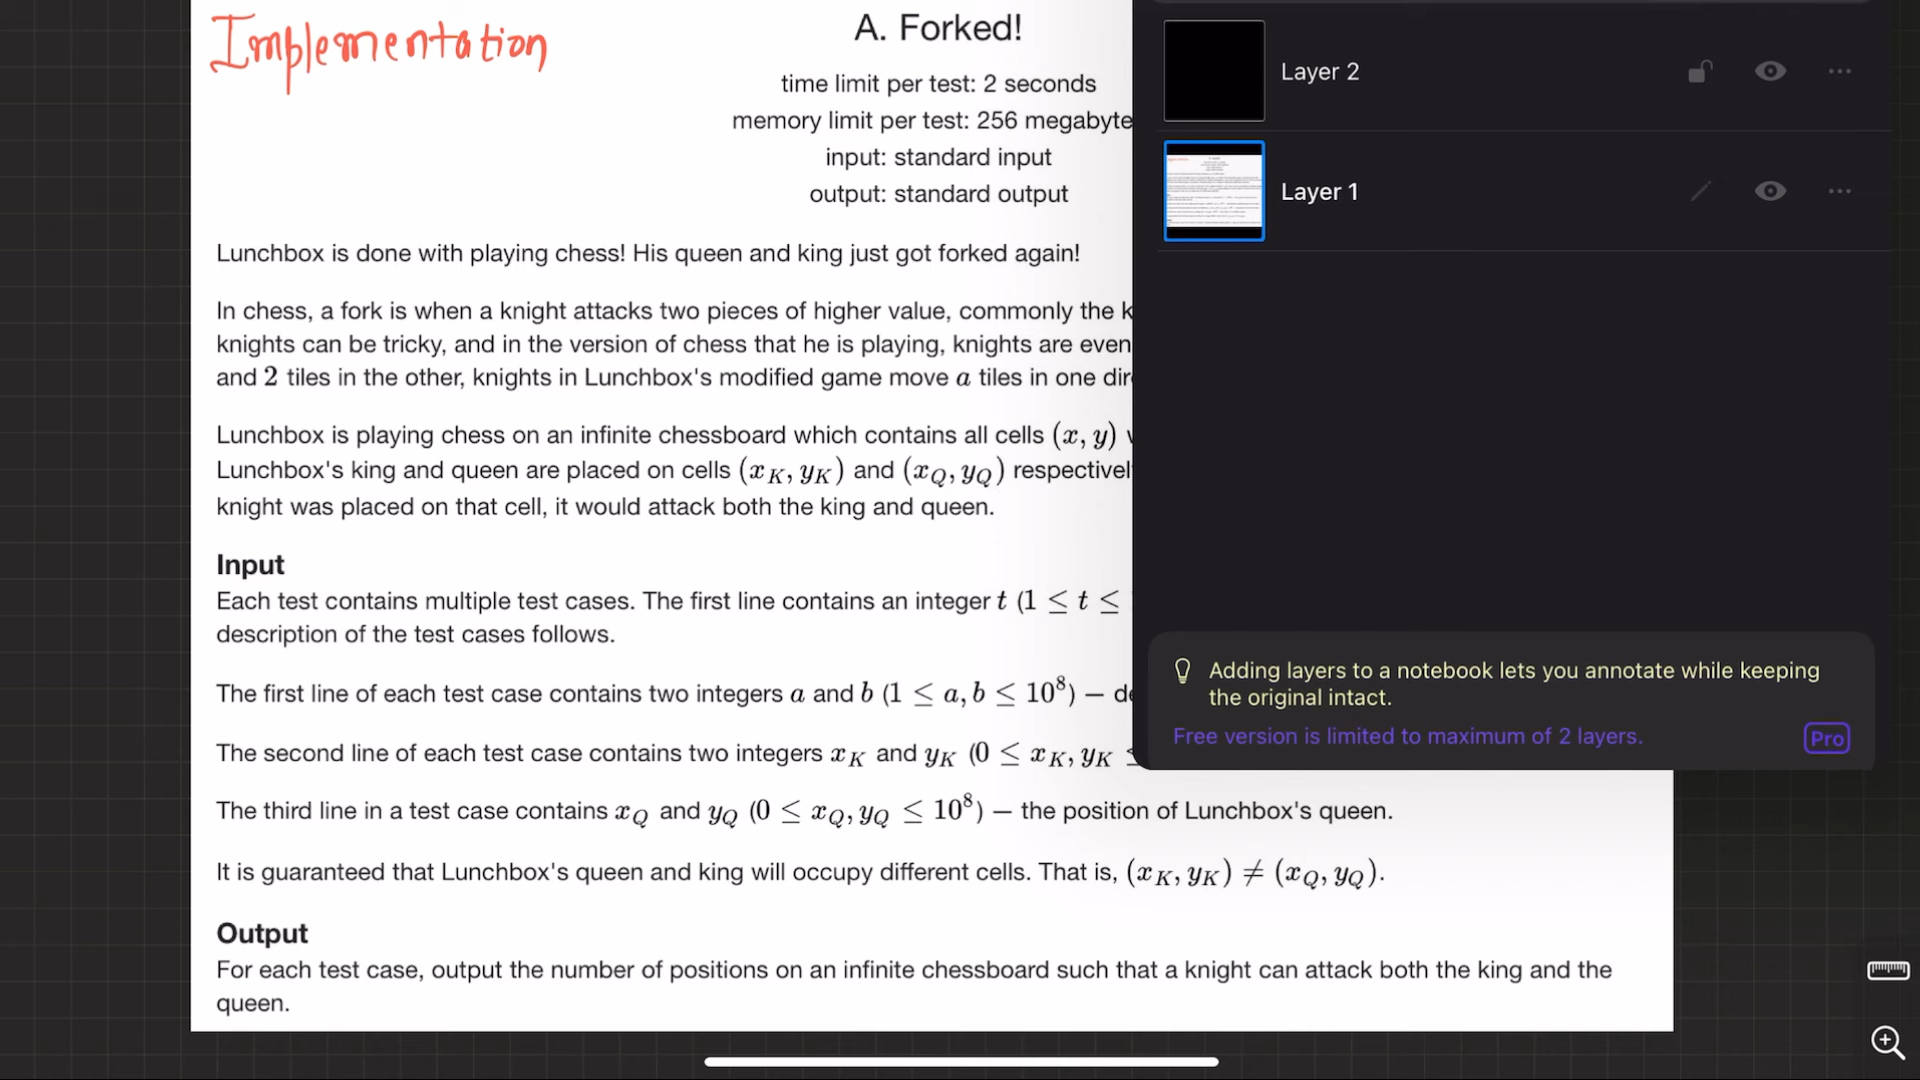 Implementation
A. Forked!
time limit per test: 2 seconds
memory limit per test: 256 megabyte
input: standard input
output: standard output
Lunchbox is done with playing chess! His queen and king just got forked again!
In chess, a fork is when a knight attacks two pieces of higher value, commonly the
knights can be tricky, and in the version of chess that he is playing, knights are even
and 2 tiles in the other, knights in Lunchbox's modified game move a tiles in one
Lunchbox is playing chess on an infinite chessboard which contains all cells (x, y)
Lunchbox's king and queen are placed on cells (x_K, y_K) and (x_Q, y_Q) respectivel
knight was placed on that cell, it would attack both the king and queen.
Input
Each test contains multiple test cases. The first line contains an integer t (1 ≤ t ≤
description of the test cases follows.
The first line of each test case contains two integers a and b (1 ≤ a, b ≤ 10⁸) —
The second line of each test case contains two integers x_K and y_K (0 ≤ x_K, y_K ≤
The third line in a test case contains x_Q and y_Q (0 ≤ x_Q, y_Q ≤ 10⁸) — the position of Lunchbox's queen.
It is guaranteed that Lunchbox's queen and king will occupy different cells. That is, (x_K, y_K) ≠ (x_Q, y_Q).
Output
For each test case, output the number of positions on an infinite chessboard such that a knight can attack both the king and the
queen.
Layer 2
Layer 1
Adding layers to a notebook lets you annotate while keeping
the original intact.
Free version is limited to maximum of 2 layers.
Pro